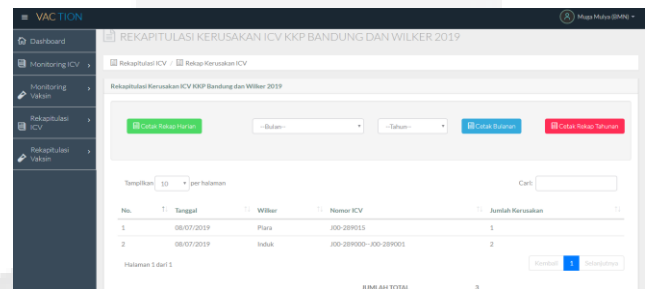 VACTION
Muga Mulya (BMN)
Dashboard
Monitoring ICV
Monitoring Vaksin
Rekapitulasi ICV
Rekapitulasi Vaksin
REKAPITULASI KERUSAKAN ICV KKP BANDUNG DAN WILKER 2019
Rekapitulasi ICV / Rekap Kerusakan ICV
Rekapitulasi Kerusakan ICV KKP Bandung dan Wilker 2019
Cetak Rekap Harian --Bulan-- --Tahun-- Cetak Bulanan Cetak Rekap Tahunan
Tampilkan 10 per halaman Cari:
No. Tanggal Wilker Nomor ICV Jumlah Kerusakan
1 08/07/2019 Piara J00-289015 1
2 08/07/2019 Induk J00-289000--J00-289001 2
Halaman 1 dari 1 Kembali 1 Selanjutnya
JUMLAH TOTAL 3